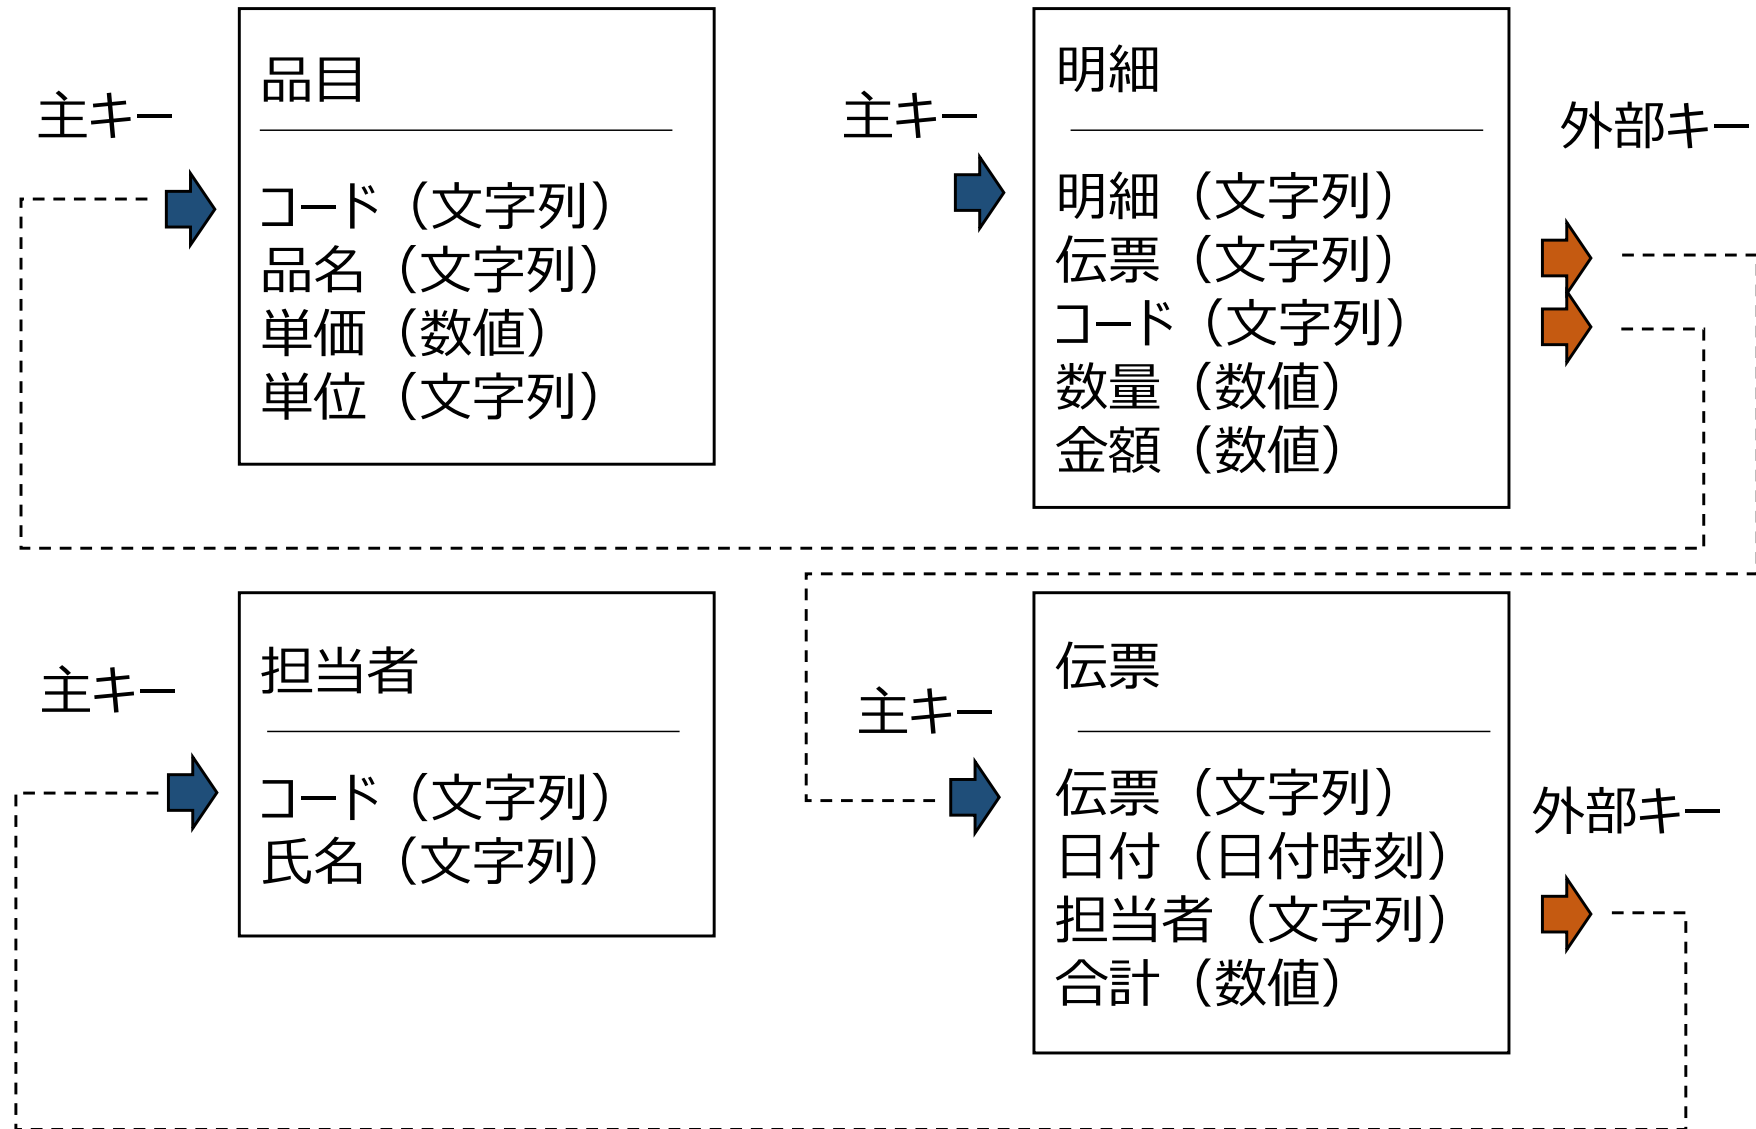 主キー
品目
コード（文字列）
品名（文字列）
単価（数値）
単位（文字列）
主キー
明細
明細（文字列）
伝票（文字列）
コード（文字列）
数量（数値）
金額（数値）
外部キー
主キー
担当者
コード（文字列）
氏名（文字列）
主キー
伝票
伝票（文字列）
日付（日付時刻）
担当者（文字列）
合計（数値）
外部キー